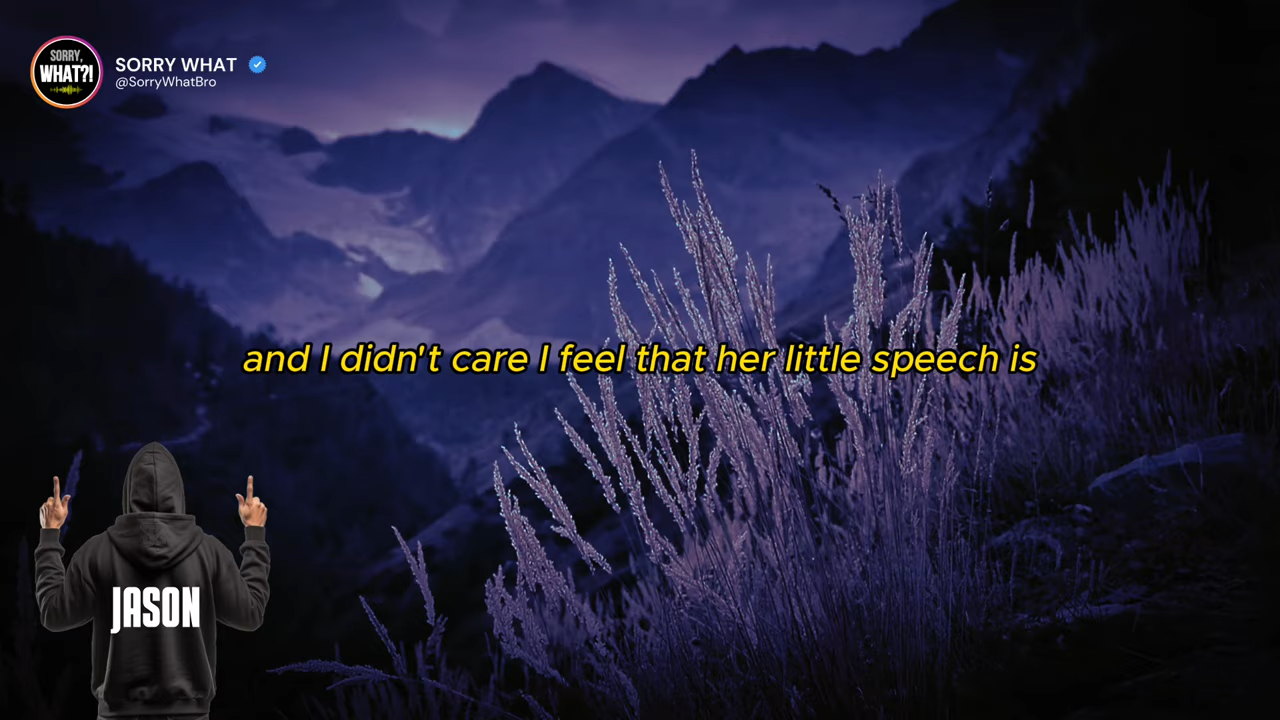 SORRY,
WHAT?!
SORRY WHAT
@SorryWhatBro
and I didn't care I feel that her little speech is
JASON